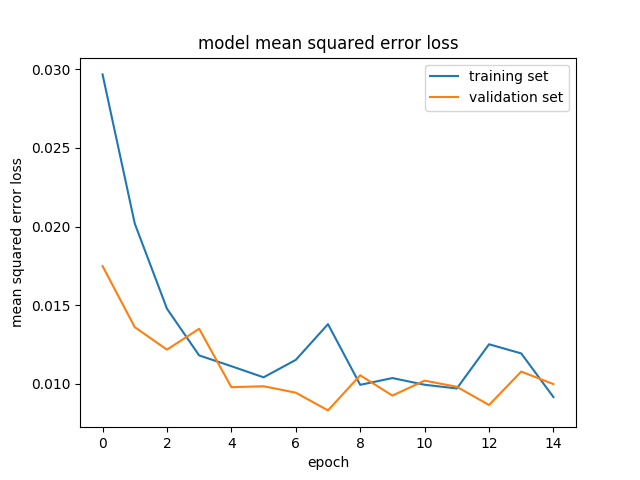 model mean squared error loss
training set
validation set
mean squared error loss
0.030
0.025
0.020
0.015
0.010
0 2 4 6 8 10 12 14
epoch